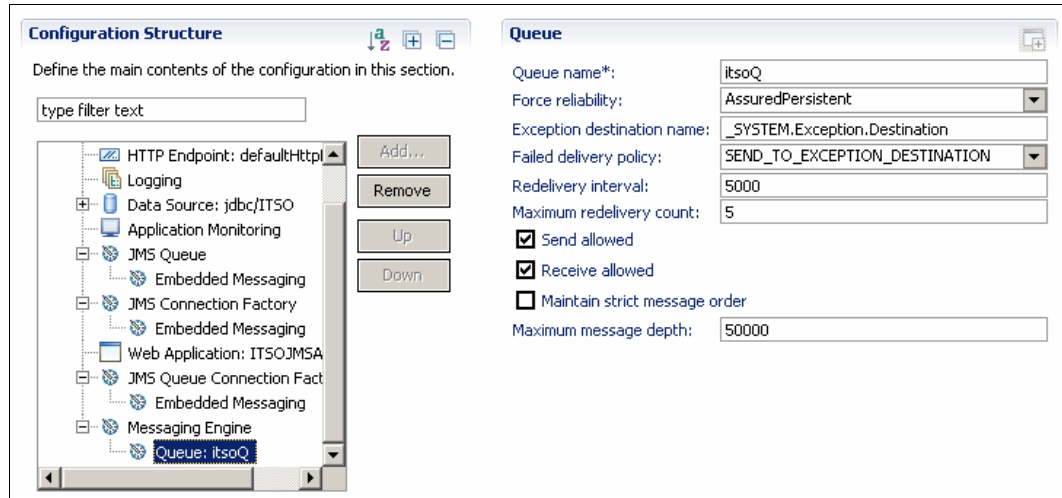 Configuration Structure
Define the main contents of the configuration in this section.
type filter text
HTTP Endpoint: defaultHttpl
Logging
Data Source: jdbc/ITSO
Application Monitoring
JMS Queue
Embedded Messaging
JMS Connection Factory
Embedded Messaging
Web Application: ITSOJMSA
JMS Queue Connection Fact
Embedded Messaging
Messaging Engine
Queue: itsoQ
Add...
Remove
Up
Down
Queue
Queue name*: itsoQ
Force reliability: AssuredPersistent
Exception destination name: _SYSTEM.Exception.Destination
Failed delivery policy: SEND_TO_EXCEPTION_DESTINATION
Redelivery interval: 5000
Maximum redelivery count: 5
Send allowed
Receive allowed
Maintain strict message order
Maximum message depth: 50000